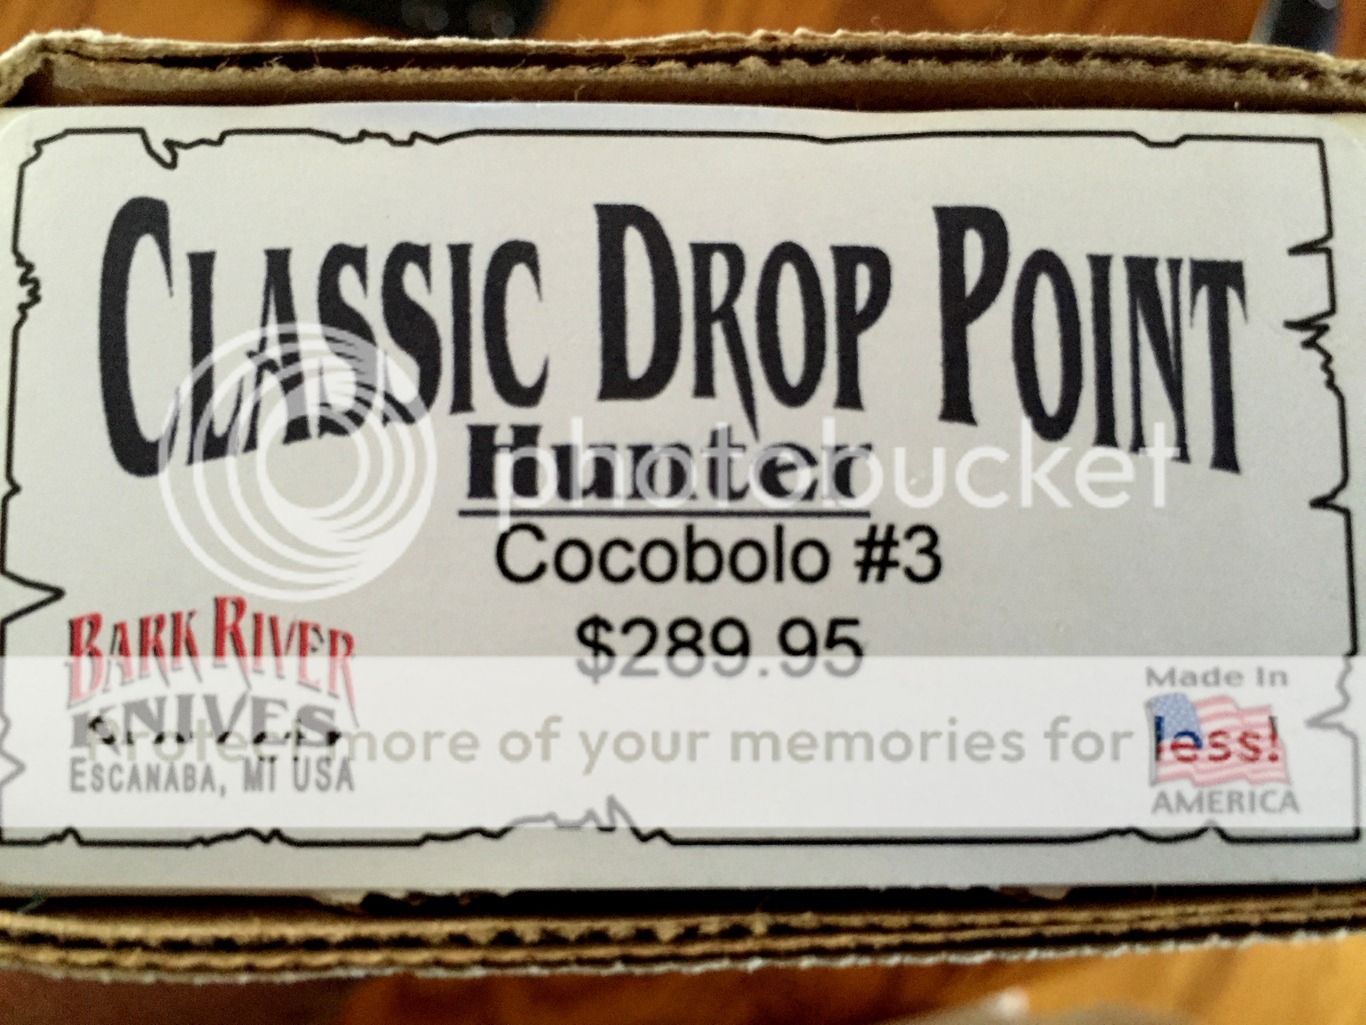 CLASSIC DROP POINT
Hunter
photobucket
Cocobolo #3
$289.95
BARK RIVER
KNIVES
ESCANABA, MI USA
Made In
AMERICA
Protect more of your memories for less!